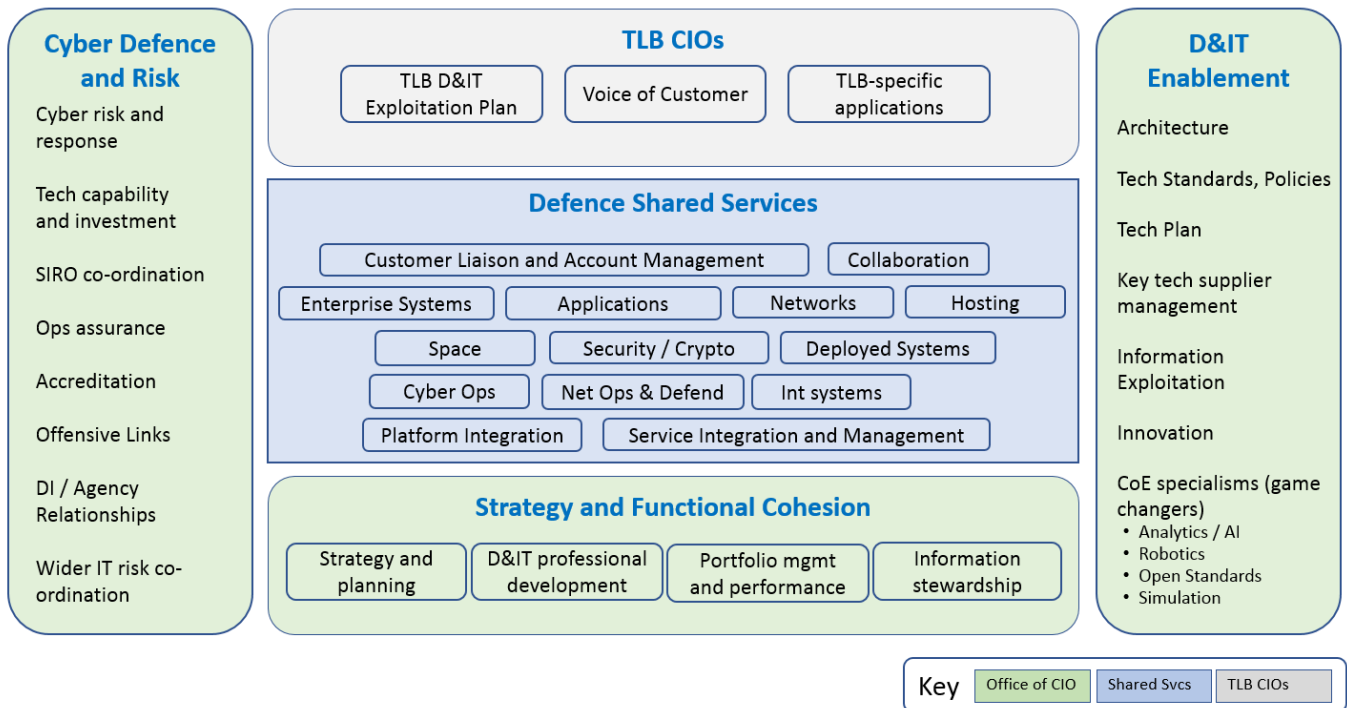 Cyber Defence
and Risk
Cyber risk and
response
Tech capability
and investment
SIRO co-ordination
Ops assurance
Accreditation
Offensive Links
DI / Agency
Relationships
Wider IT risk co-
ordination
TLB CIOs
TLB D&IT
Exploitation Plan
Voice of Customer
TLB-specific
applications
Defence Shared Services
Customer Liaison and Account Management
Collaboration
Enterprise Systems
Applications
Networks
Hosting
Space
Security / Crypto
Deployed Systems
Cyber Ops
Net Ops & Defend
Int systems
Platform Integration
Service Integration and Management
Strategy and Functional Cohesion
Strategy and
planning
D&IT professional
development
Portfolio mgmt
and performance
Information
stewardship
D&IT
Enablement
Architecture
Tech Standards, Policies
Tech Plan
Key tech supplier
management
Information
Exploitation
Innovation
CoE specialisms (game
changers)
• Analytics / AI
• Robotics
• Open Standards
• Simulation
Key
Office of CIO
Shared Svcs
TLB CIOs